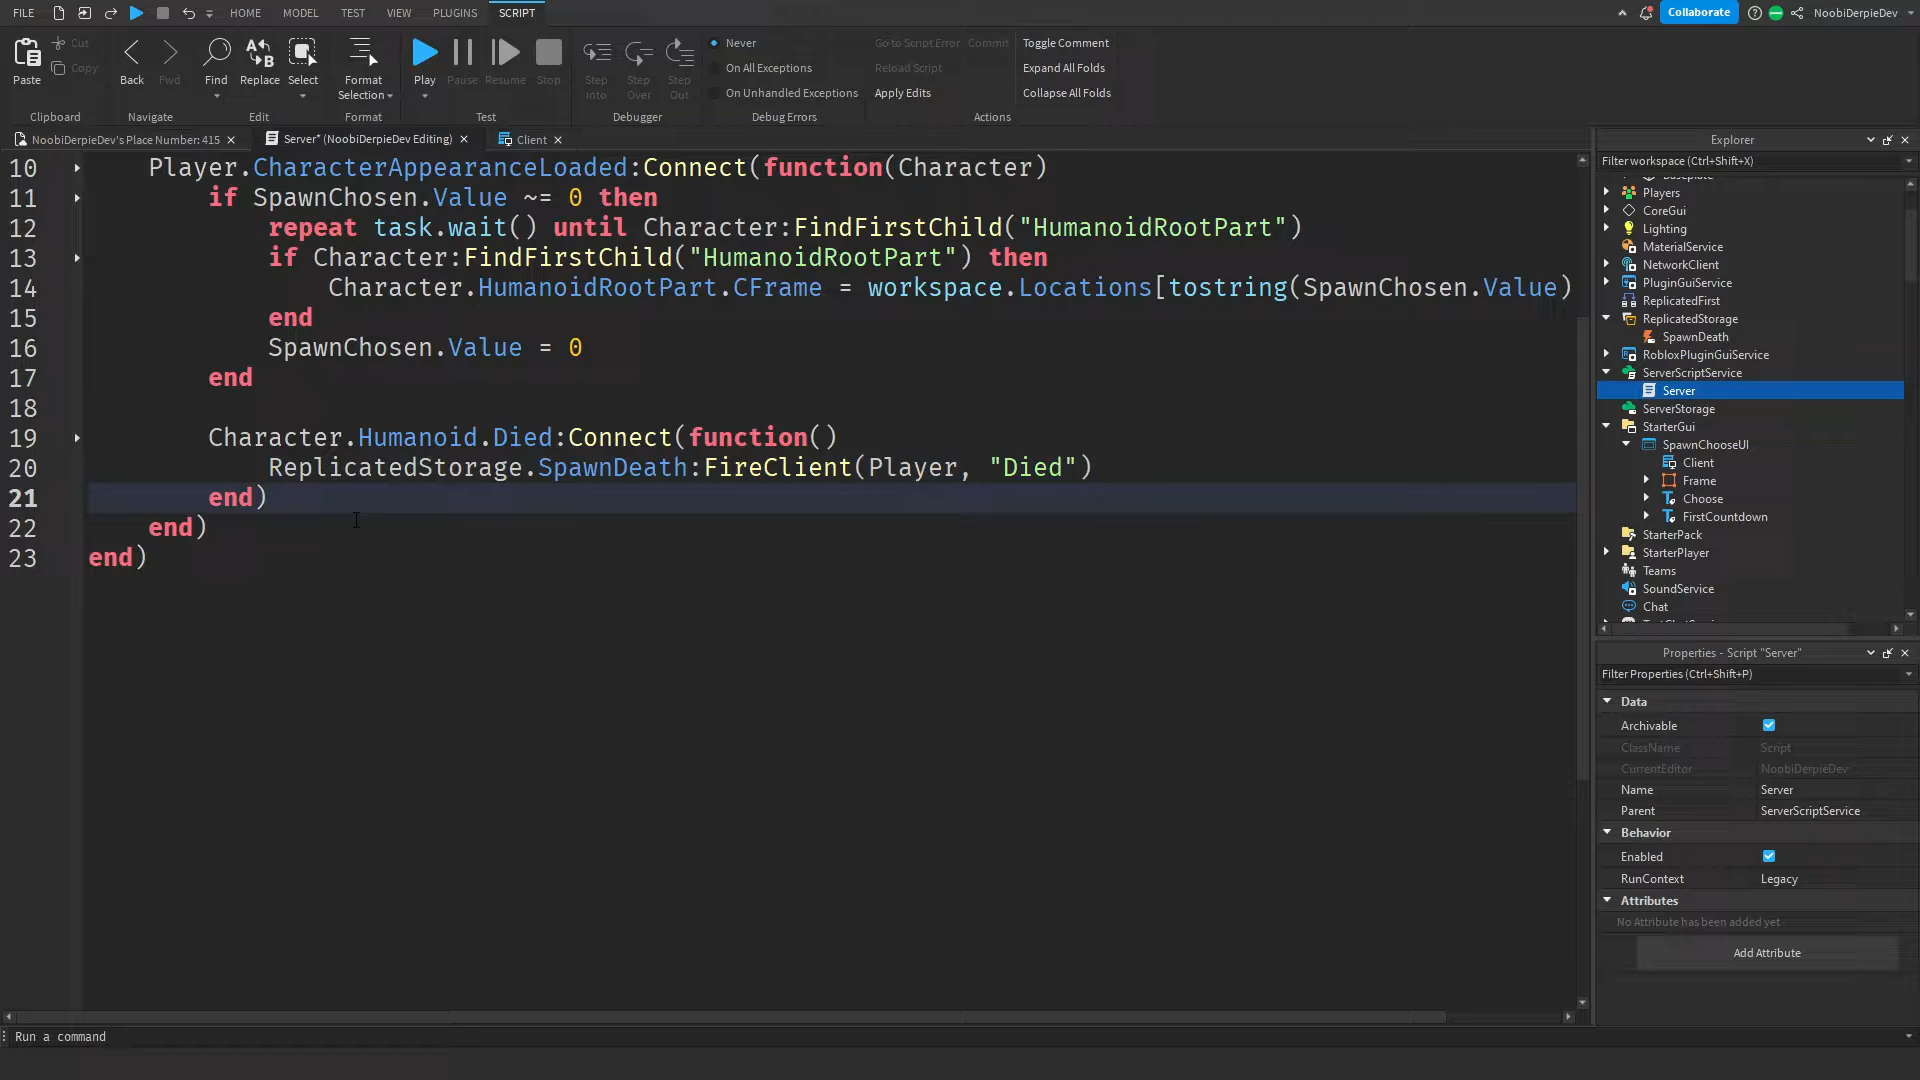 FILE HOME MODEL TEST VIEW PLUGINS SCRIPT Collaborate NoobiDerpieDev
Paste Cut Copy Back Fwd Find Replace Select Format Selection Play Pause Resume Stop Step Into Step Over Step Out
Never
On All Exceptions
On Unhandled Exceptions
Go to Script Error Commit
Reload Script
Apply Edits
Toggle Comment
Expand All Folds
Collapse All Folds
Clipboard Navigate Edit Format Test Debugger Debug Errors Actions
NoobiDerpieDev's Place Number: 415 Server* (NoobiDerpieDev Editing) Client
10 Player.CharacterAppearanceLoaded:Connect(function(Character)
11 if SpawnChosen.Value ~= 0 then
12 repeat task.wait() until Character:FindFirstChild("HumanoidRootPart")
13 if Character:FindFirstChild("HumanoidRootPart") then
14 Character.HumanoidRootPart.CFrame = workspace.Locations[tostring(SpawnChosen.Value)
15 end
16 SpawnChosen.Value = 0
17 end
18
19 Character.Humanoid.Died:Connect(function()
20 ReplicatedStorage.SpawnDeath:FireClient(Player, "Died")
21 end)
22 end)
23 end)
Explorer
Filter workspace (Ctrl+Shift+X)
Players
CoreGui
Lighting
MaterialService
NetworkClient
PluginGuiService
ReplicatedFirst
ReplicatedStorage
SpawnDeath
RobloxPluginGuiService
ServerScriptService
Server
ServerStorage
StarterGui
SpawnChooseUI
Client
Frame
Choose
FirstCountdown
StarterPack
StarterPlayer
Teams
SoundService
Chat
Properties - Script "Server"
Filter Properties (Ctrl+Shift+P)
Data
Archivable
ClassName Script
CurrentEditor NoobiDerpieDev
Name Server
Parent ServerScriptService
Behavior
Enabled
RunContext Legacy
Attributes
No Attribute has been added yet
Add Attribute
Run a command